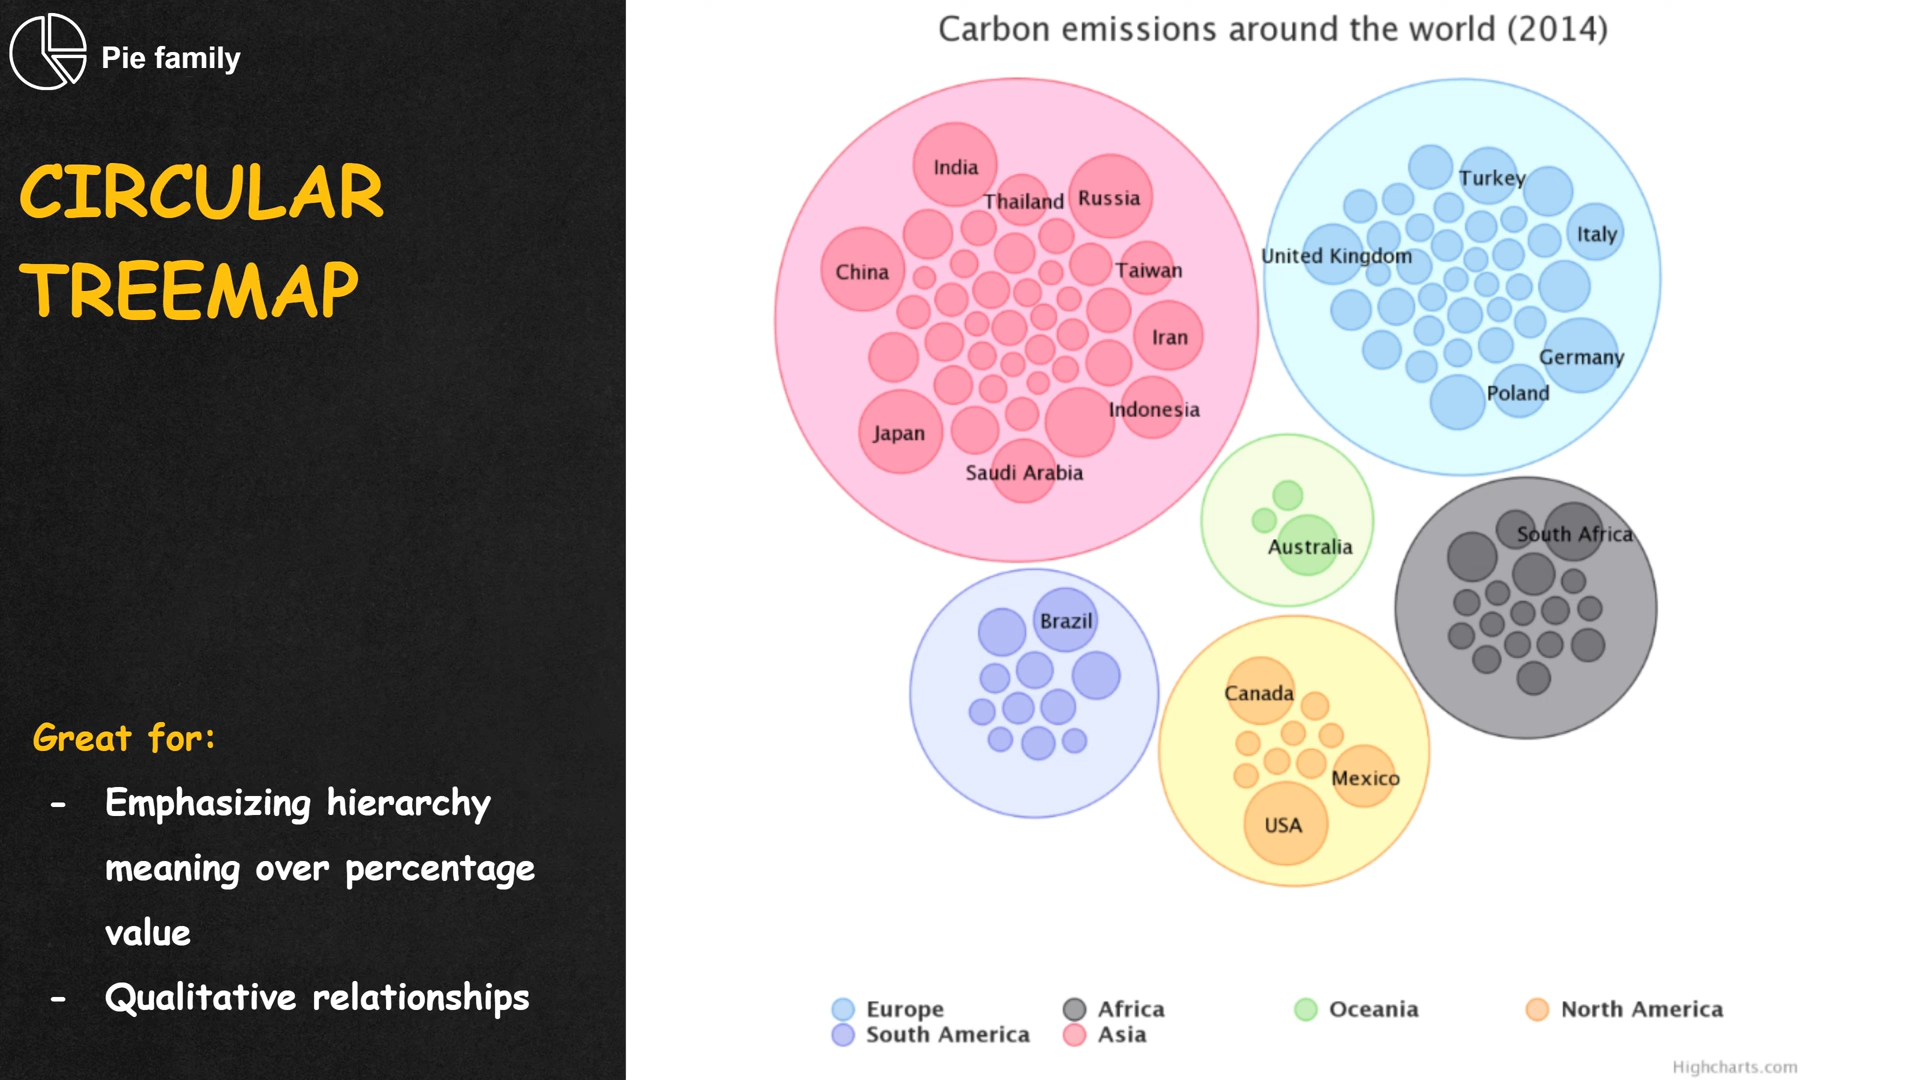 Pie family
CIRCULAR
TREEMAP
Great for:
- Emphasizing hierarchy
meaning over percentage
value
- Qualitative relationships
Carbon emissions around the world (2014)
India
Thailand
Russia
China
Taiwan
Iran
Indonesia
Japan
Saudi Arabia
Turkey
Italy
United Kingdom
Germany
Poland
Australia
South Africa
Brazil
Canada
Mexico
USA
Europe
Africa
Oceania
North America
South America
Asia
Highcharts.com